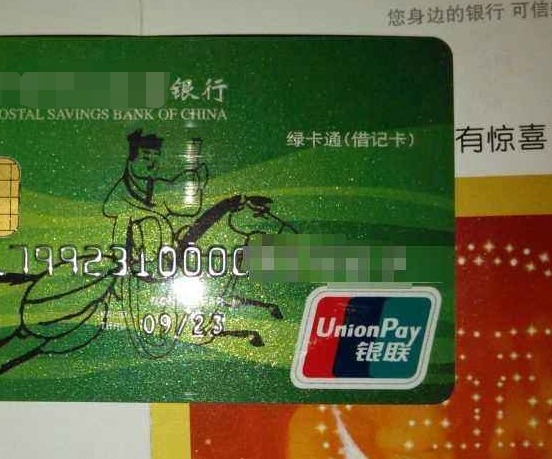 您身边的银行 可信
银行
OSTAL SAVINGS BANK OF CHINA
绿卡通(借记卡)
有惊喜
1799231000
09/23
UnionPay
银联